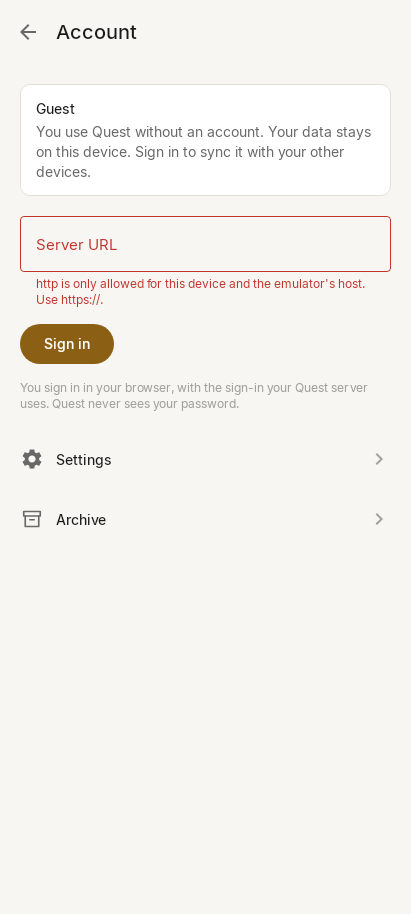 Account
Guest
You use Quest without an account. Your data stays
on this device. Sign in to sync it with your other
devices.
Server URL
http is only allowed for this device and the emulator's host.
Use https://.
Sign in
You sign in in your browser, with the sign-in your Quest server
uses. Quest never sees your password.
Settings
Archive